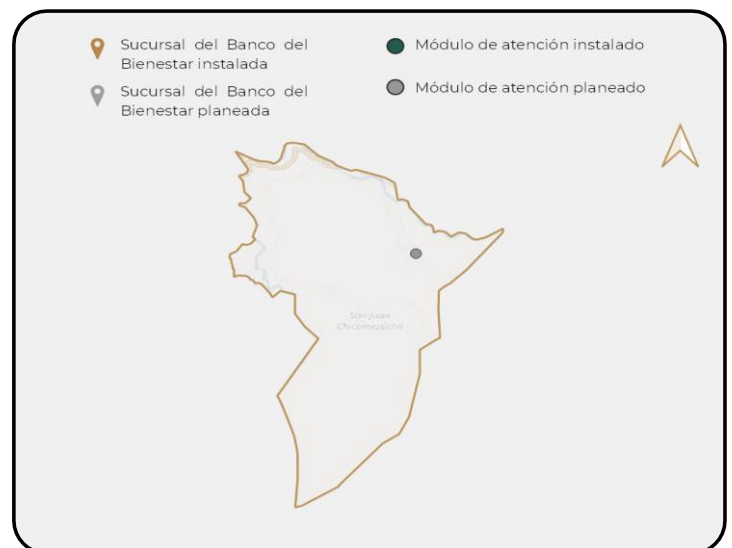 Sucursal del Banco del
Bienestar instalada
Sucursal del Banco del
Bienestar planeada
Módulo de atención instalado
Módulo de atención planeado
San Juan
Chicomezúchil